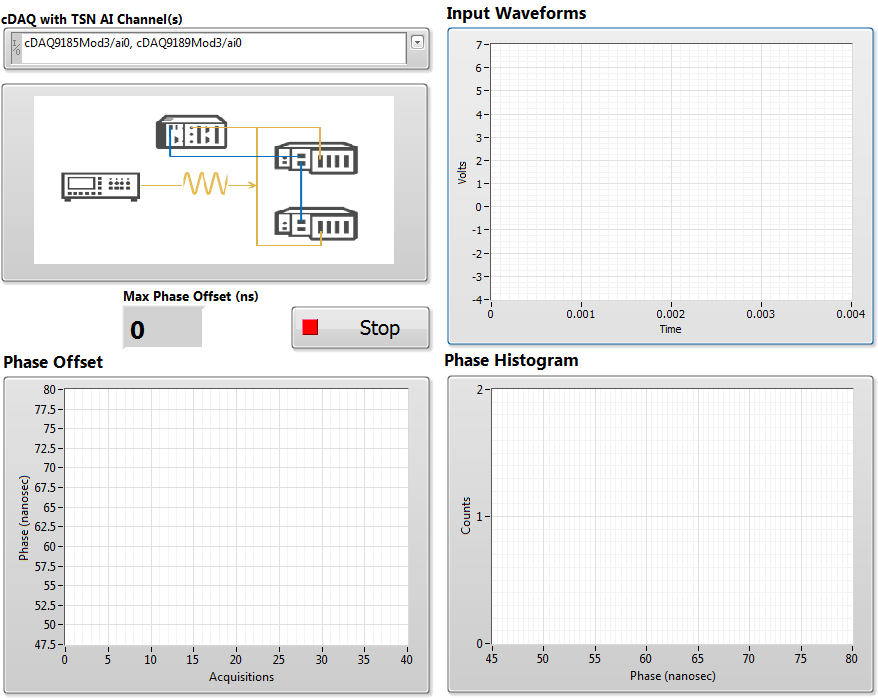 cDAQ with TSN AI Channel(s)
I/O
cDAQ9185Mod3/ai0, cDAQ9189Mod3/ai0
Max Phase Offset (ns)
0
Stop
Input Waveforms
7
6
5
4
3
2
1
0
-1
-2
-3
-4
Volts
0 0.001 0.002 0.003 0.004
Time
Phase Offset
80
77.5
75
72.5
70
67.5
65
62.5
60
57.5
55
52.5
50
47.5
Phase (nanosec)
0 5 10 15 20 25 30 35 40
Acquisitions
Phase Histogram
2
1
0
Counts
45 50 55 60 65 70 75 80
Phase (nanosec)